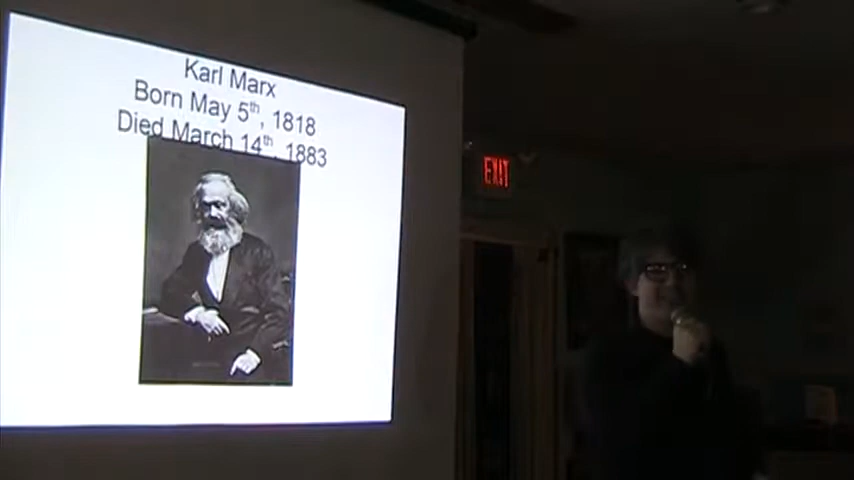 Karl Marx
Born May 5th, 1818
Died March 14th, 1883
EXIT